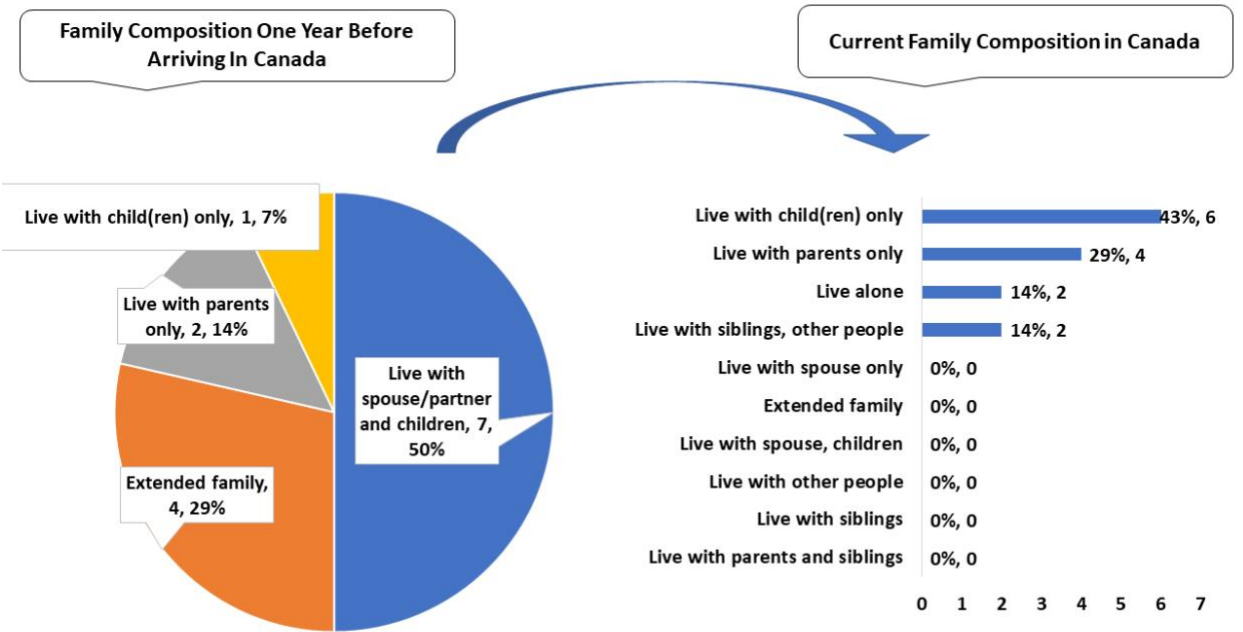 Family Composition One Year Before
Arriving In Canada
Current Family Composition in Canada
Live with child(ren) only, 1, 7%
Live with parents
only, 2, 14%
Live with
spouse/partner
and children, 7,
50%
Extended family,
4, 29%
Live with child(ren) only 43%, 6
Live with parents only 29%, 4
Live alone 14%, 2
Live with siblings, other people 14%, 2
Live with spouse only 0%, 0
Extended family 0%, 0
Live with spouse, children 0%, 0
Live with other people 0%, 0
Live with siblings 0%, 0
Live with parents and siblings 0%, 0
0 1 2 3 4 5 6 7